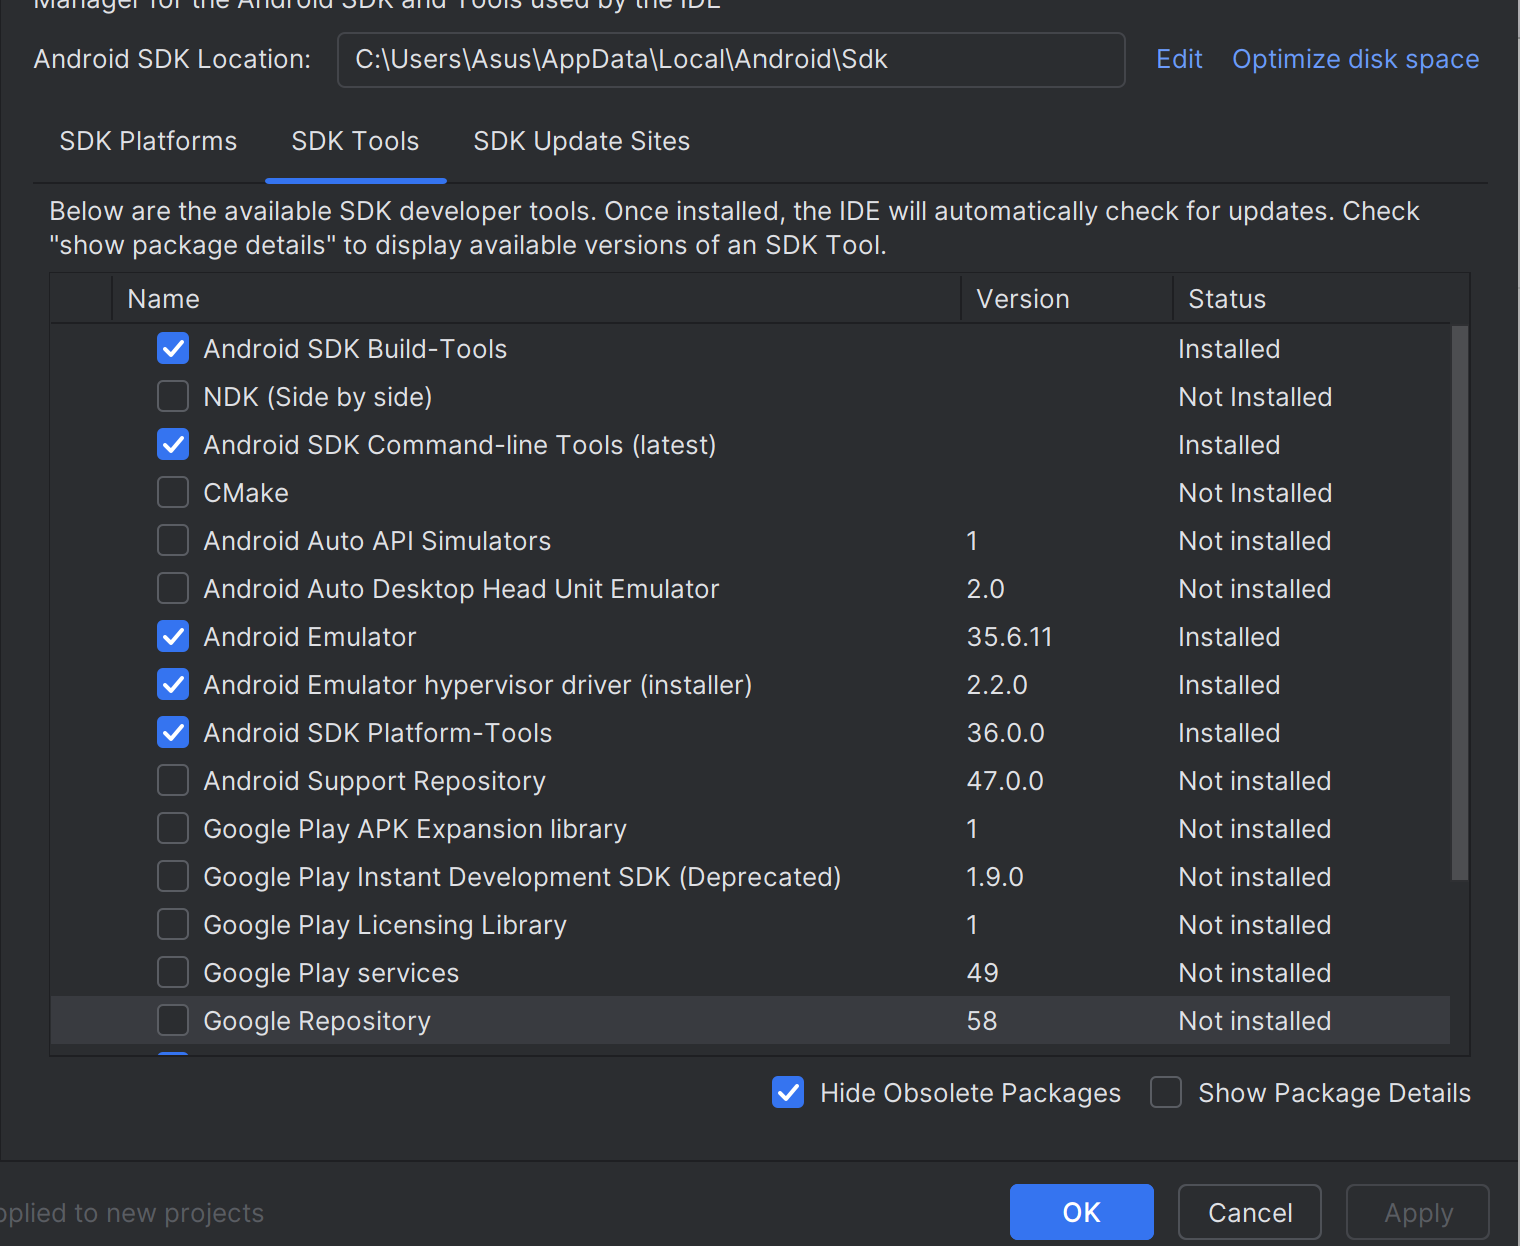 Manager for the Android SDK and Tools used by the IDE
Android SDK Location: C:\Users\Asus\AppData\Local\Android\Sdk Edit Optimize disk space
SDK Platforms SDK Tools SDK Update Sites
Below are the available SDK developer tools. Once installed, the IDE will automatically check for updates. Check
"show package details" to display available versions of an SDK Tool.
Name Version Status
Android SDK Build-Tools Installed
NDK (Side by side) Not Installed
Android SDK Command-line Tools (latest) Installed
CMake Not Installed
Android Auto API Simulators 1 Not installed
Android Auto Desktop Head Unit Emulator 2.0 Not installed
Android Emulator 35.6.11 Installed
Android Emulator hypervisor driver (installer) 2.2.0 Installed
Android SDK Platform-Tools 36.0.0 Installed
Android Support Repository 47.0.0 Not installed
Google Play APK Expansion library 1 Not installed
Google Play Instant Development SDK (Deprecated) 1.9.0 Not installed
Google Play Licensing Library 1 Not installed
Google Play services 49 Not installed
Google Repository 58 Not installed
Hide Obsolete Packages Show Package Details
pplied to new projects
OK Cancel Apply